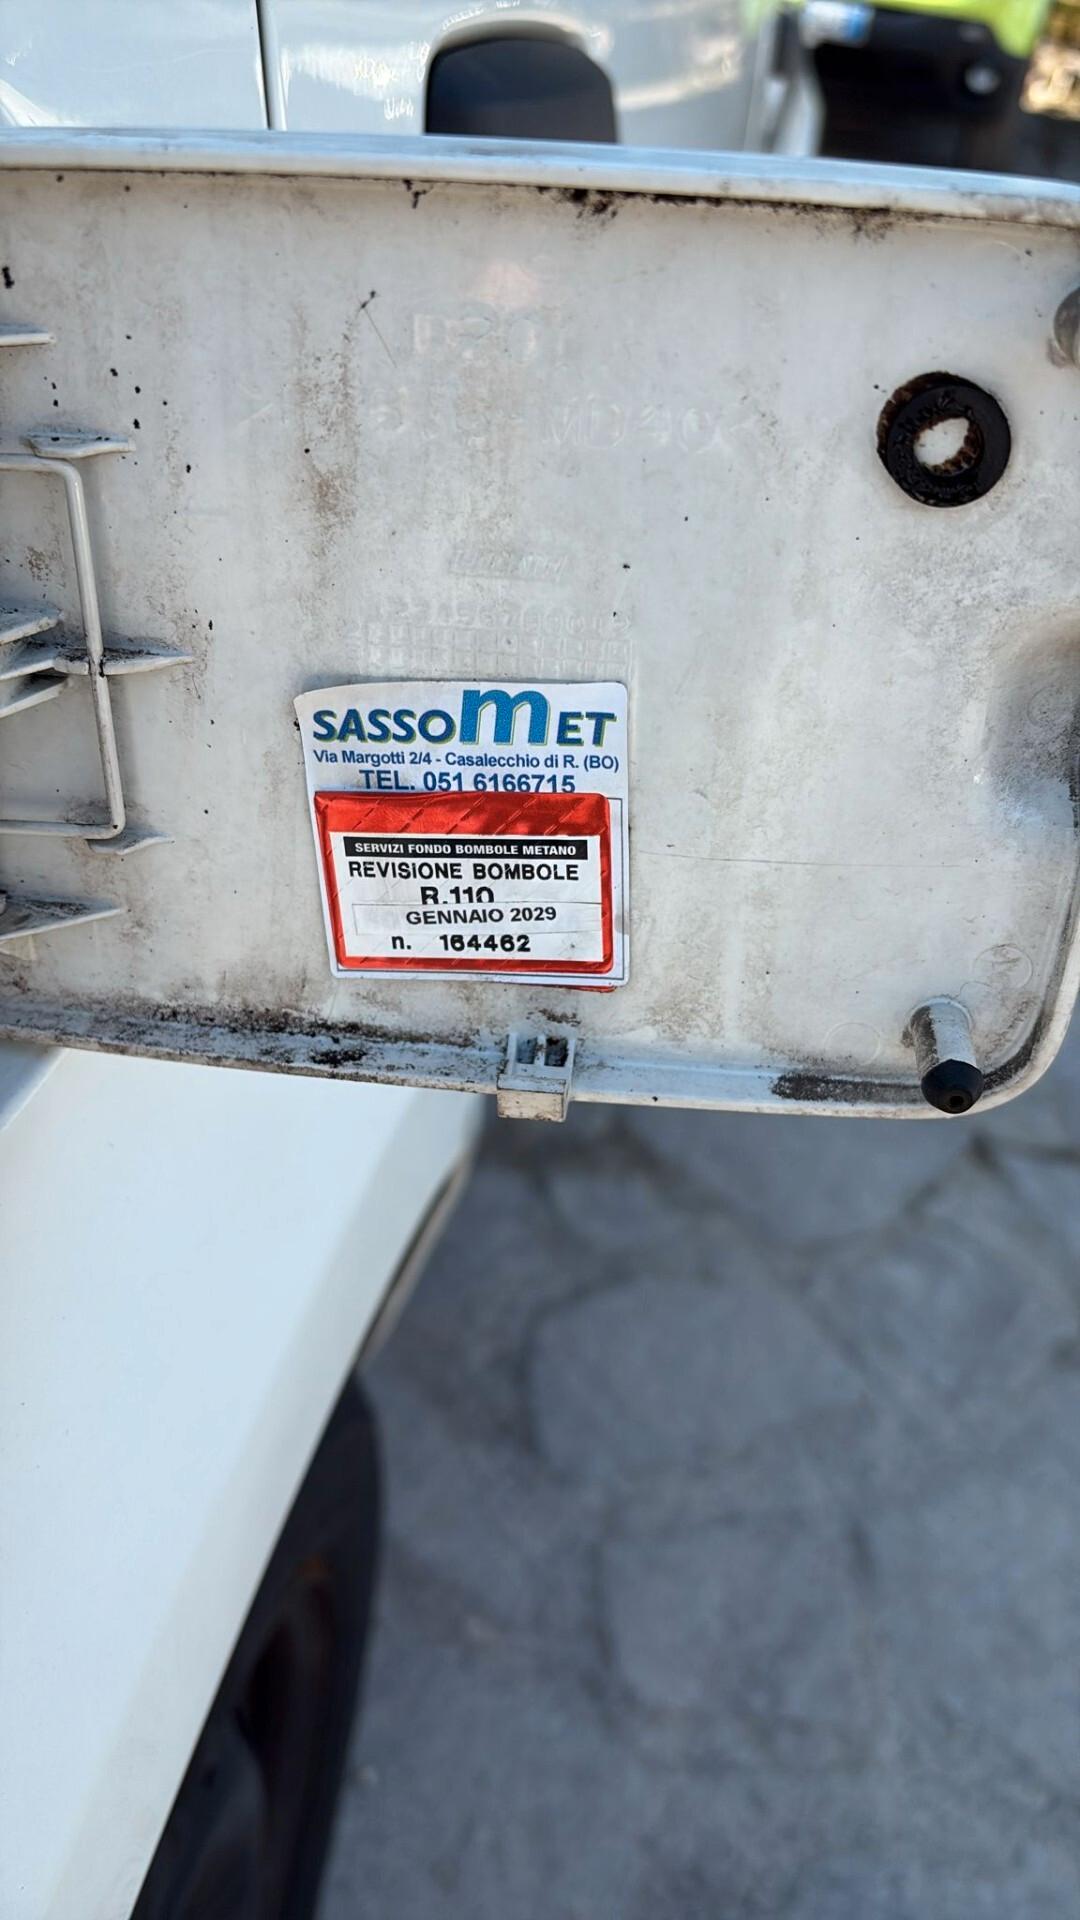 SASSOMET
Via Margotti 2/4 - Casalecchio di R. (BO)
TEL. 051 6166715
SERVIZI FONDO BOMBOLE METANO
REVISIONE BOMBOLE
R.110
GENNAIO 2029
n. 164462